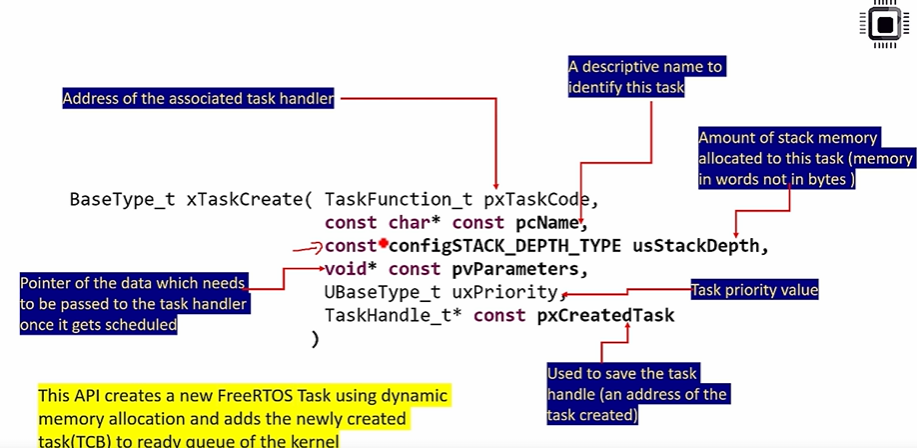 A descriptive name to
identify this task
Address of the associated task handler
Amount of stack memory
allocated to this task (memory
in words not in bytes )
BaseType_t xTaskCreate( TaskFunction_t pxTaskCode,
const char* const pcName,
const configSTACK_DEPTH_TYPE usStackDepth,
void* const pvParameters,
UBaseType_t uxPriority,
TaskHandle_t* const pxCreatedTask
)
Pointer of the data which needs
to be passed to the task handler
once it gets scheduled
Task priority value
Used to save the task
handle (an address of the
task created)
This API creates a new FreeRTOS Task using dynamic
memory allocation and adds the newly created
task(TCB) to ready queue of the kernel